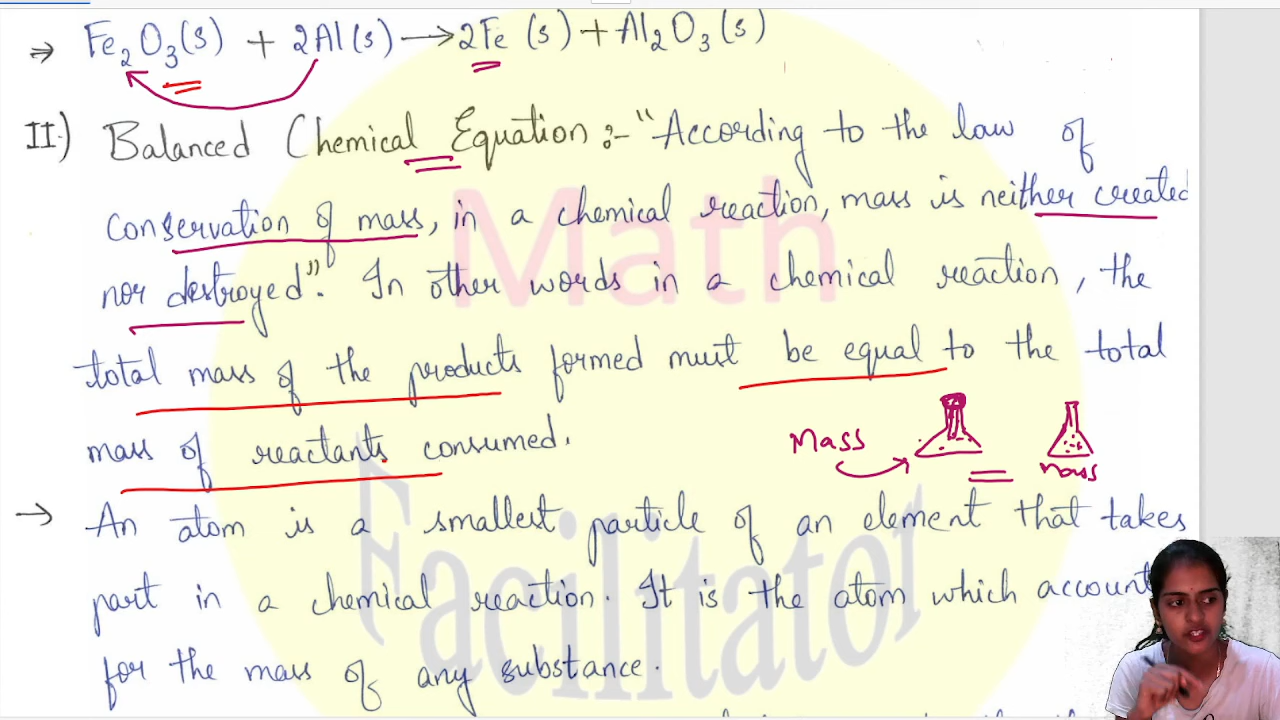 ⇒ Fe₂O₃(s) + 2Al(s) → 2Fe (s) + Al₂O₃(s)
II) Balanced Chemical Equation :- "According to the law of
conservation of mass, in a chemical reaction, mass is neither created
nor destroyed". In other words in a chemical reaction, the
total mass of the products formed must be equal to the total
mass of reactants consumed.
Mass = mass
→ An atom is a smallest particle of an element that takes
part in a chemical reaction. It is the atom which account
for the mass of any substance.
Math
Facilitator